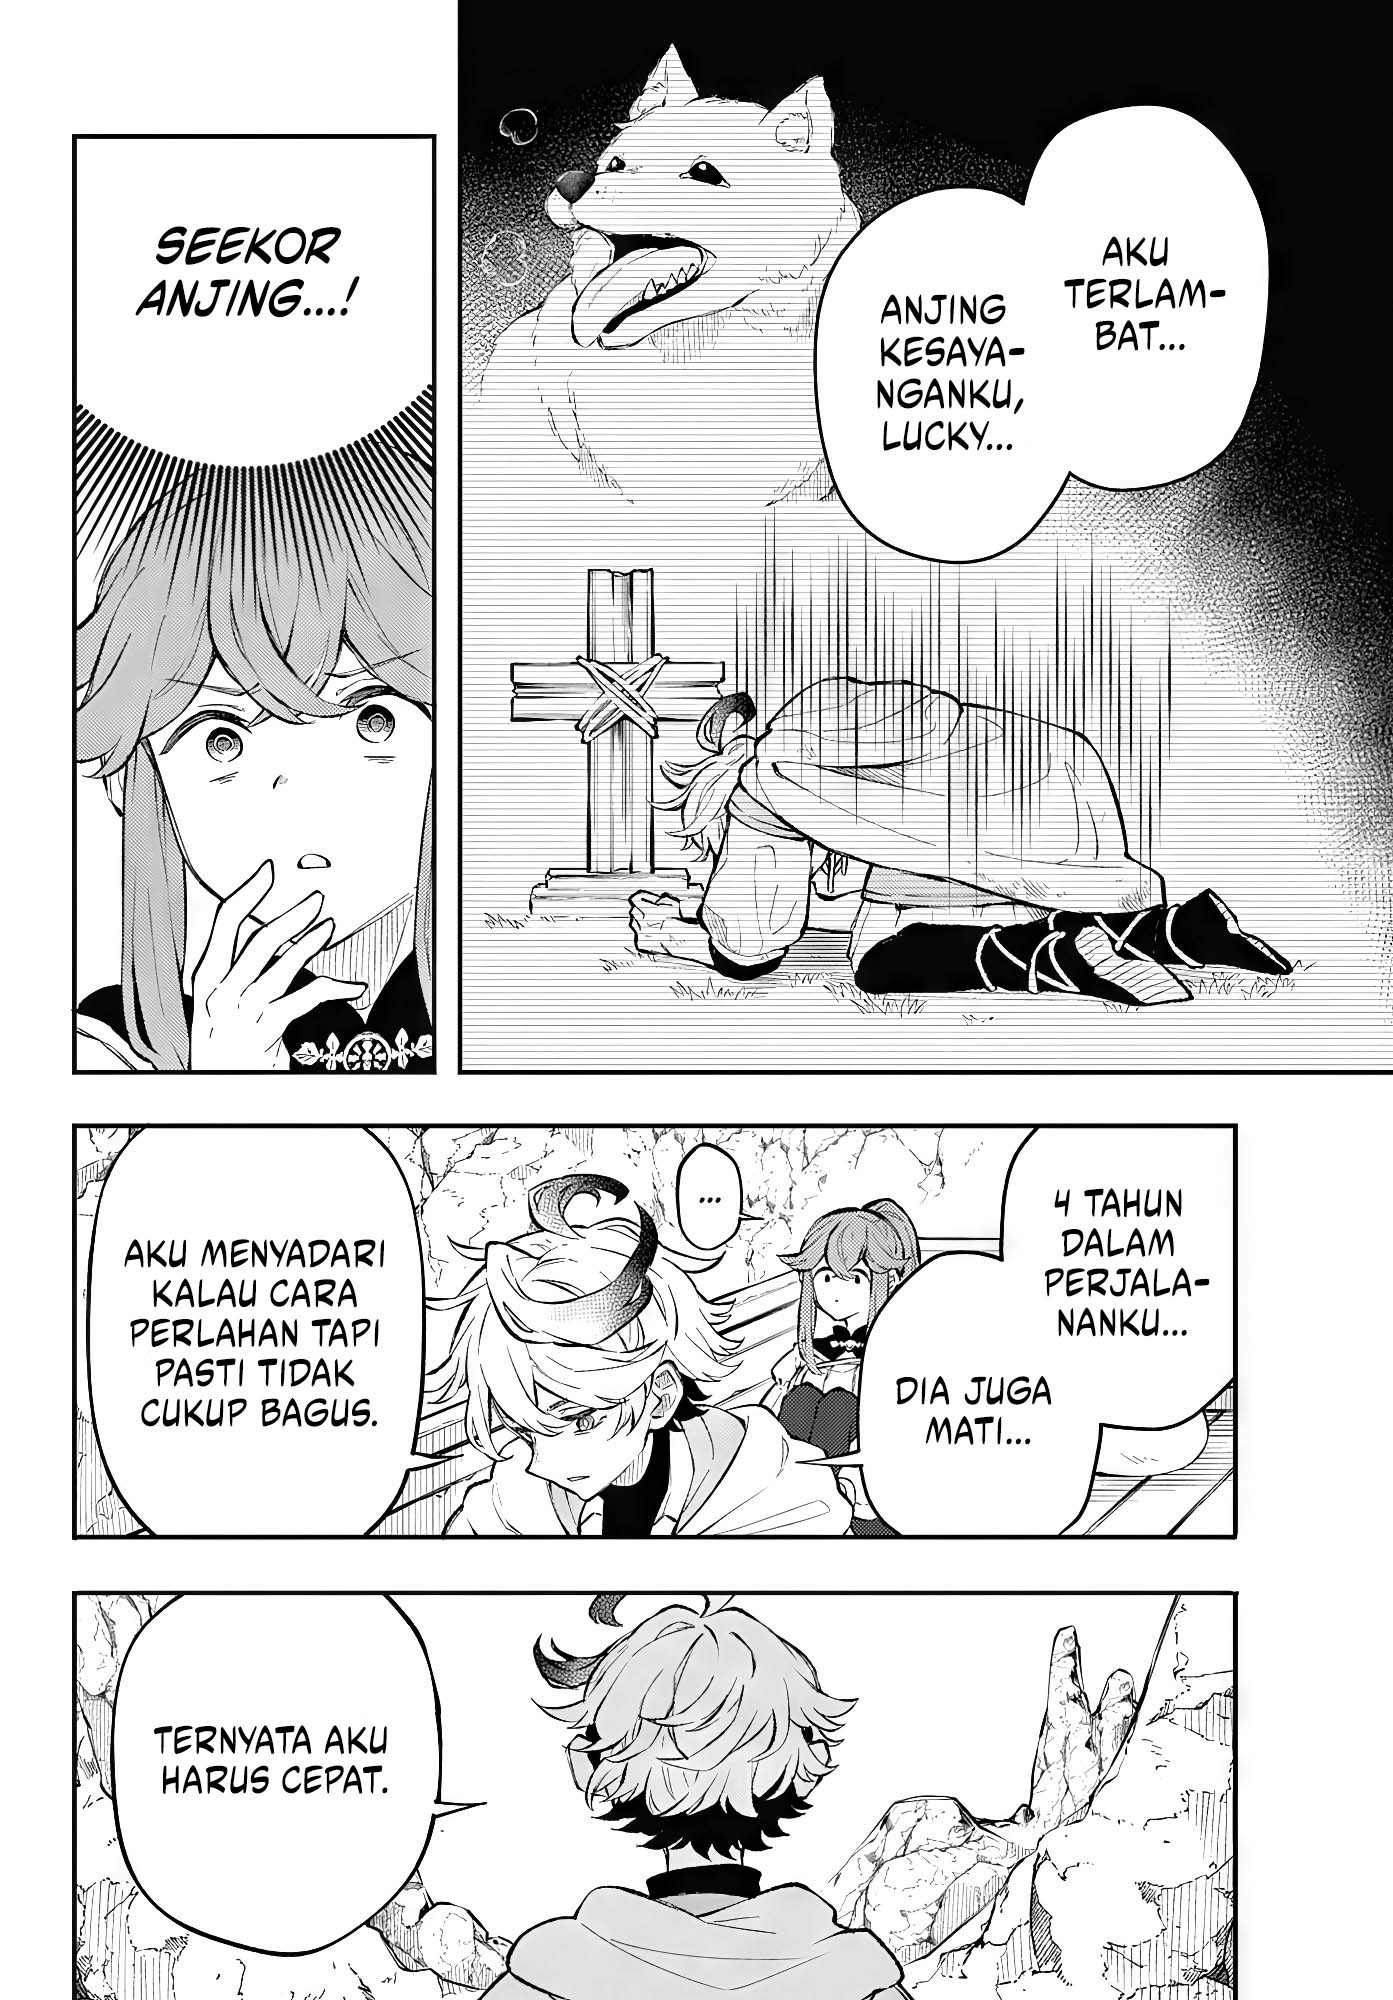 AKU
TERLAM-
BAT...
ANJING
KESAYA-
NGANKU,
LUCKY...
SEEKOR
ANJING...!
4 TAHUN
DALAM
PERJALA-
NANKU...
DIA JUGA
MATI...
...
AKU MENYADARI
KALAU CARA
PERLAHAN TAPI
PASTI TIDAK
CUKUP BAGUS.
TERNYATA AKU
HARUS CEPAT.